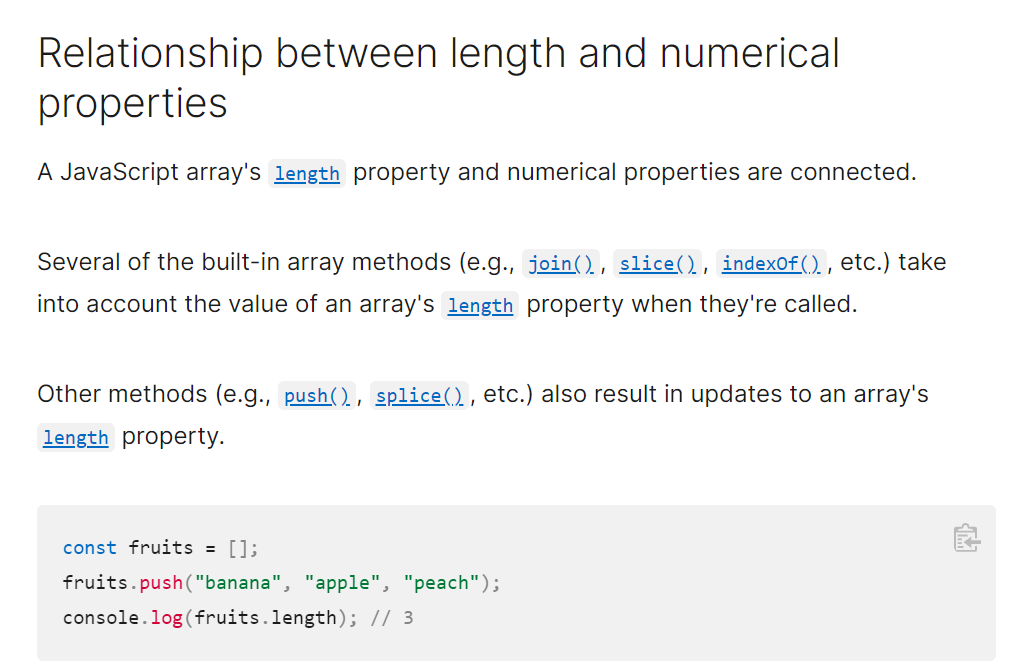 Relationship between length and numerical
properties
A JavaScript array's length property and numerical properties are connected.
Several of the built-in array methods (e.g., join(), slice(), indexOf(), etc.) take
into account the value of an array's length property when they're called.
Other methods (e.g., push(), splice(), etc.) also result in updates to an array's
length property.
const fruits = [];
fruits.push("banana", "apple", "peach");
console.log(fruits.length); // 3